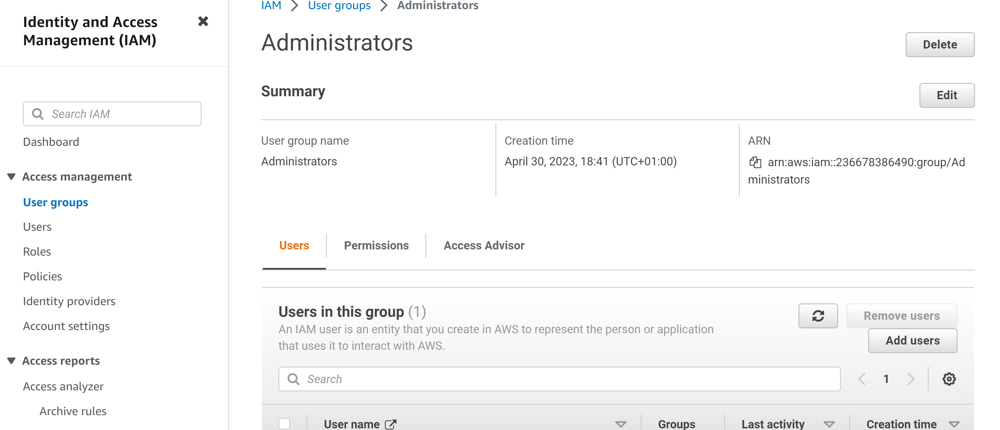 IAM > User groups > Administrators
Identity and Access
Management (IAM)
Search IAM
Dashboard
Access management
User groups
Users
Roles
Policies
Identity providers
Account settings
Access reports
Access analyzer
Archive rules
Administrators
Delete
Summary
Edit
User group name
Administrators
Creation time
April 30, 2023, 18:41 (UTC+01:00)
ARN
arn:aws:iam::236678386490:group/Ad
ministrators
Users
Permissions
Access Advisor
Users in this group (1)
An IAM user is an entity that you create in AWS to represent the person or application
that uses it to interact with AWS.
Remove users
Add users
Search
1
User name
Groups
Last activity
Creation time